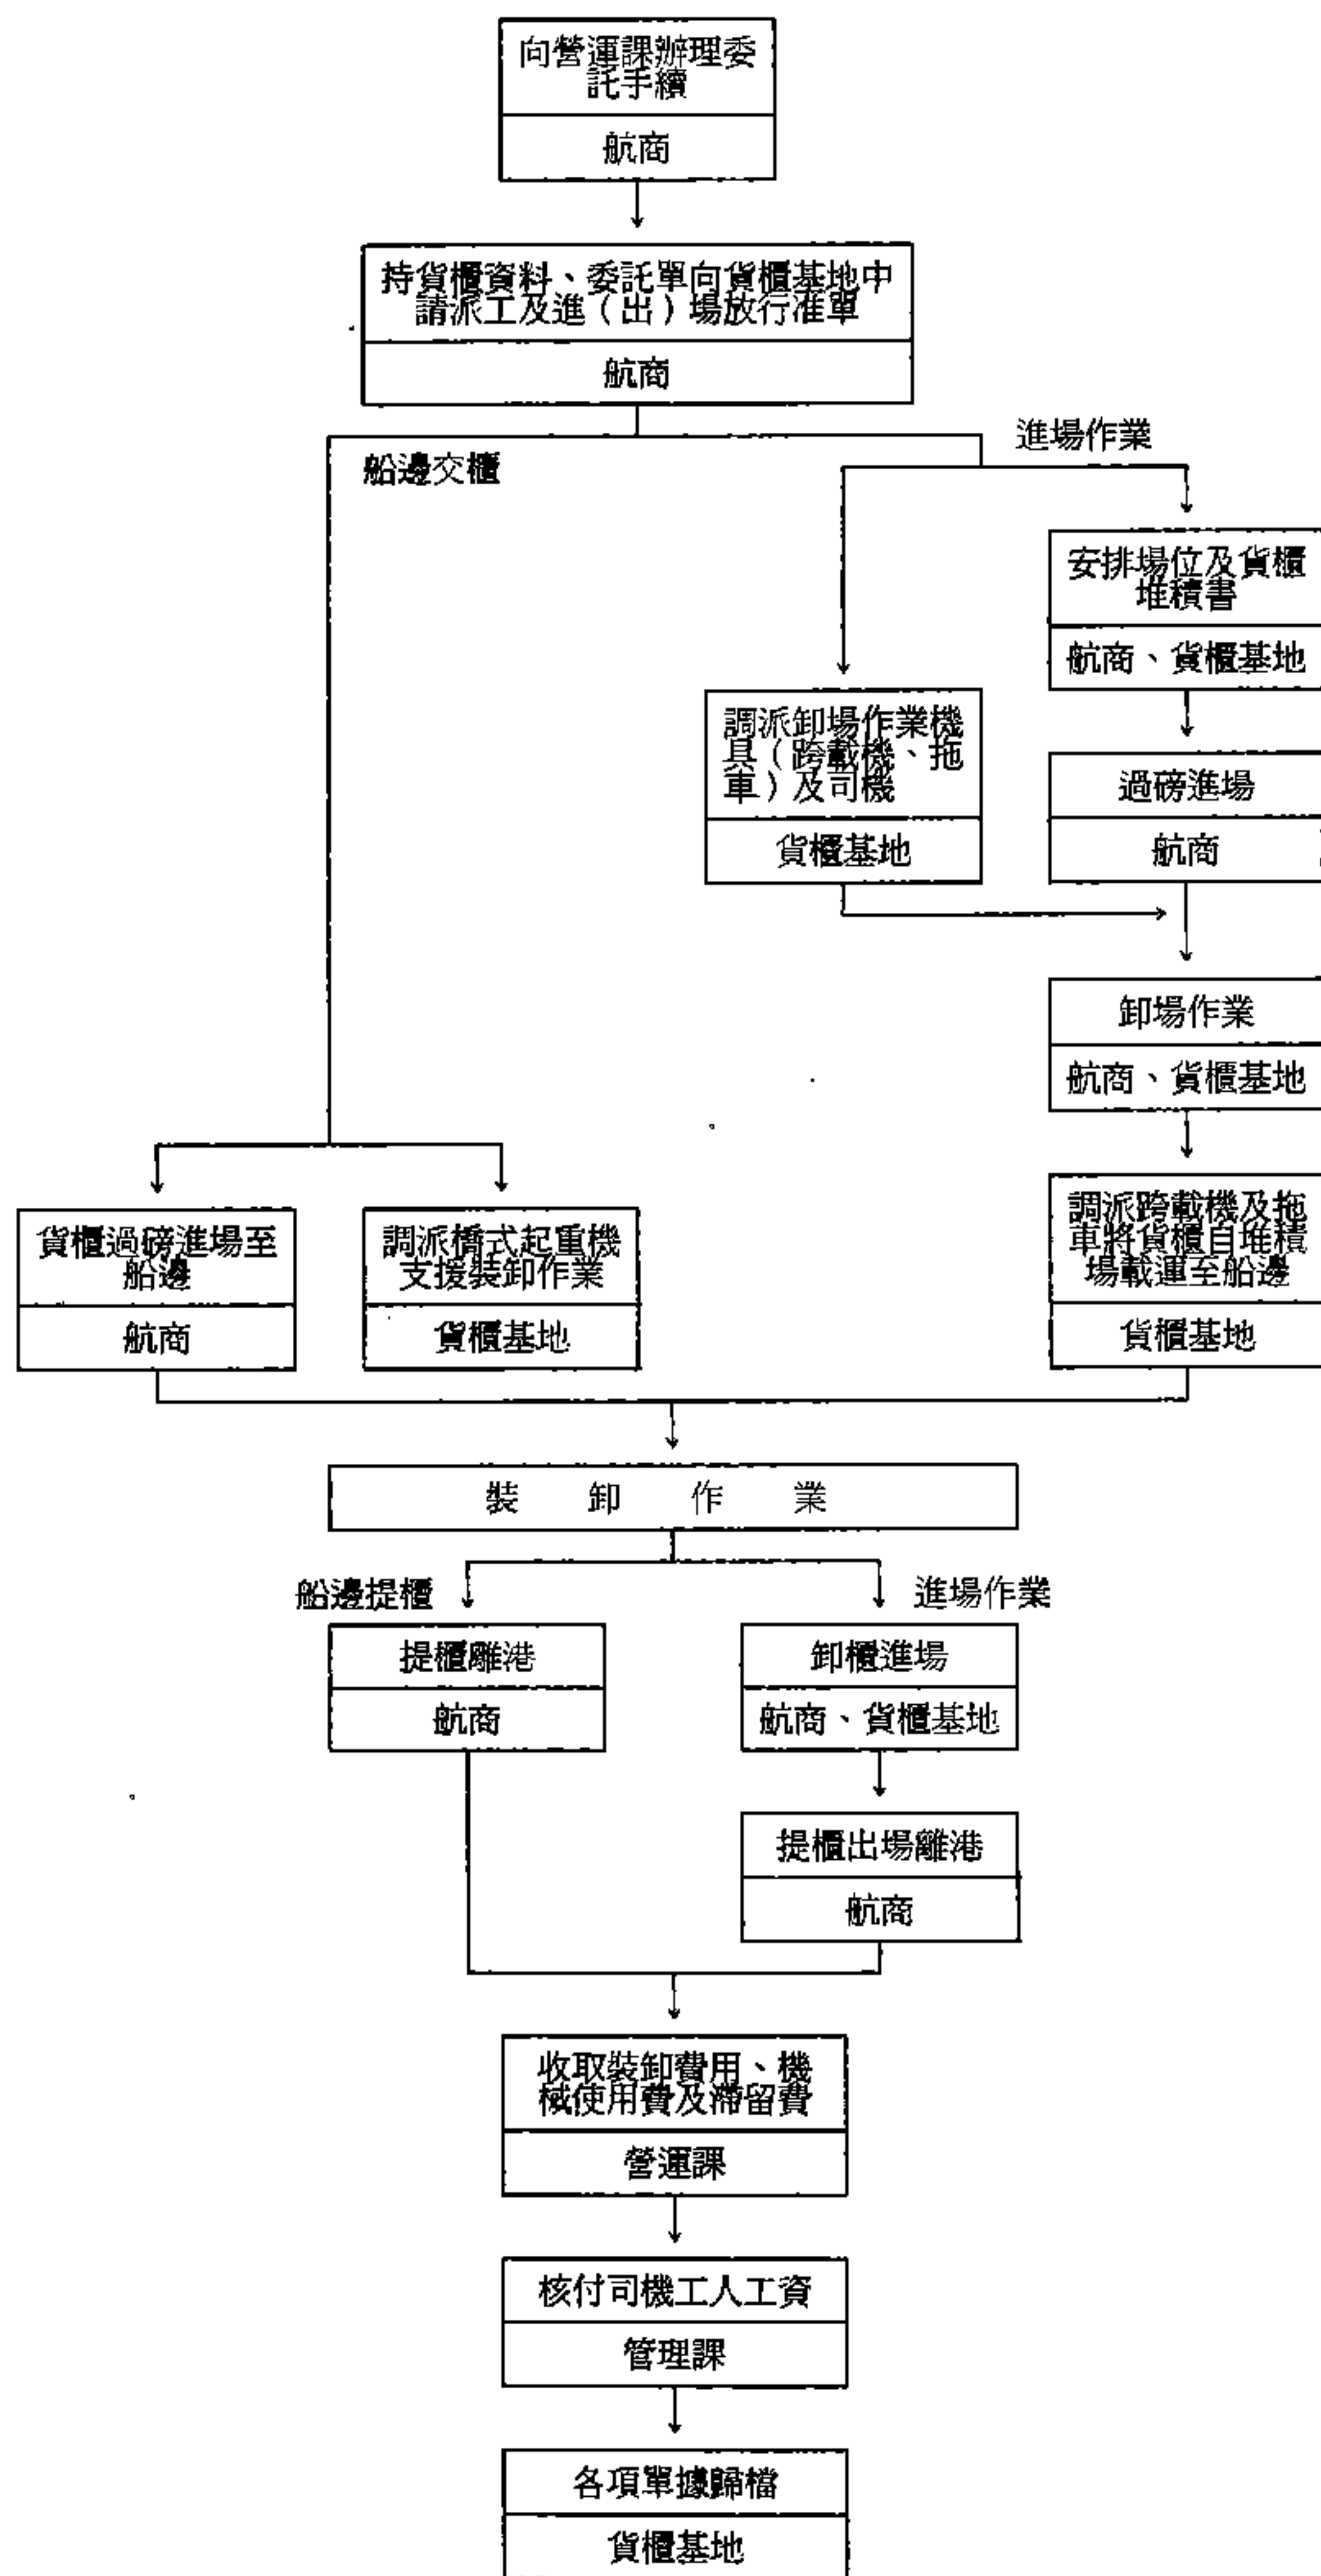 向營運課辦理委
託手續
航商
持貨櫃資料、委託單向貨櫃基地中
請派工及進（出）場放行准單
航商
船邊交櫃
進場作業
安排場位及貨櫃
堆積書
航商、貨櫃基地
調派卸場作業機
具（跨載機、拖
車）及司機
貨櫃基地
過磅進場
航商
卸場作業
航商、貨櫃基地
貨櫃過磅進場至
船邊
航商
調派橋式起重機
支援裝卸作業
貨櫃基地
調派跨載機及拖
車將貨櫃自堆積
場載運至船邊
貨櫃基地
裝卸作業
船邊提櫃
進場作業
提櫃離港
航商
卸櫃進場
航商、貨櫃基地
提櫃出場離港
航商
收取裝卸費用、機
械使用費及滯留費
營運課
核付司機工人工資
管理課
各項單據歸檔
貨櫃基地